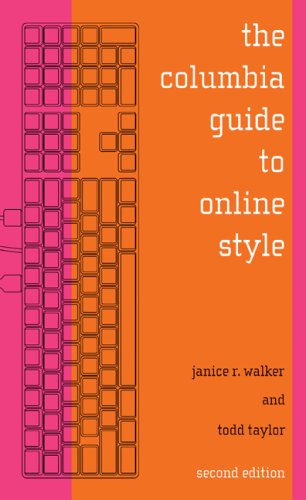 the
columbia
guide
to
online
style
janice r. walker
and
todd taylor
second edition